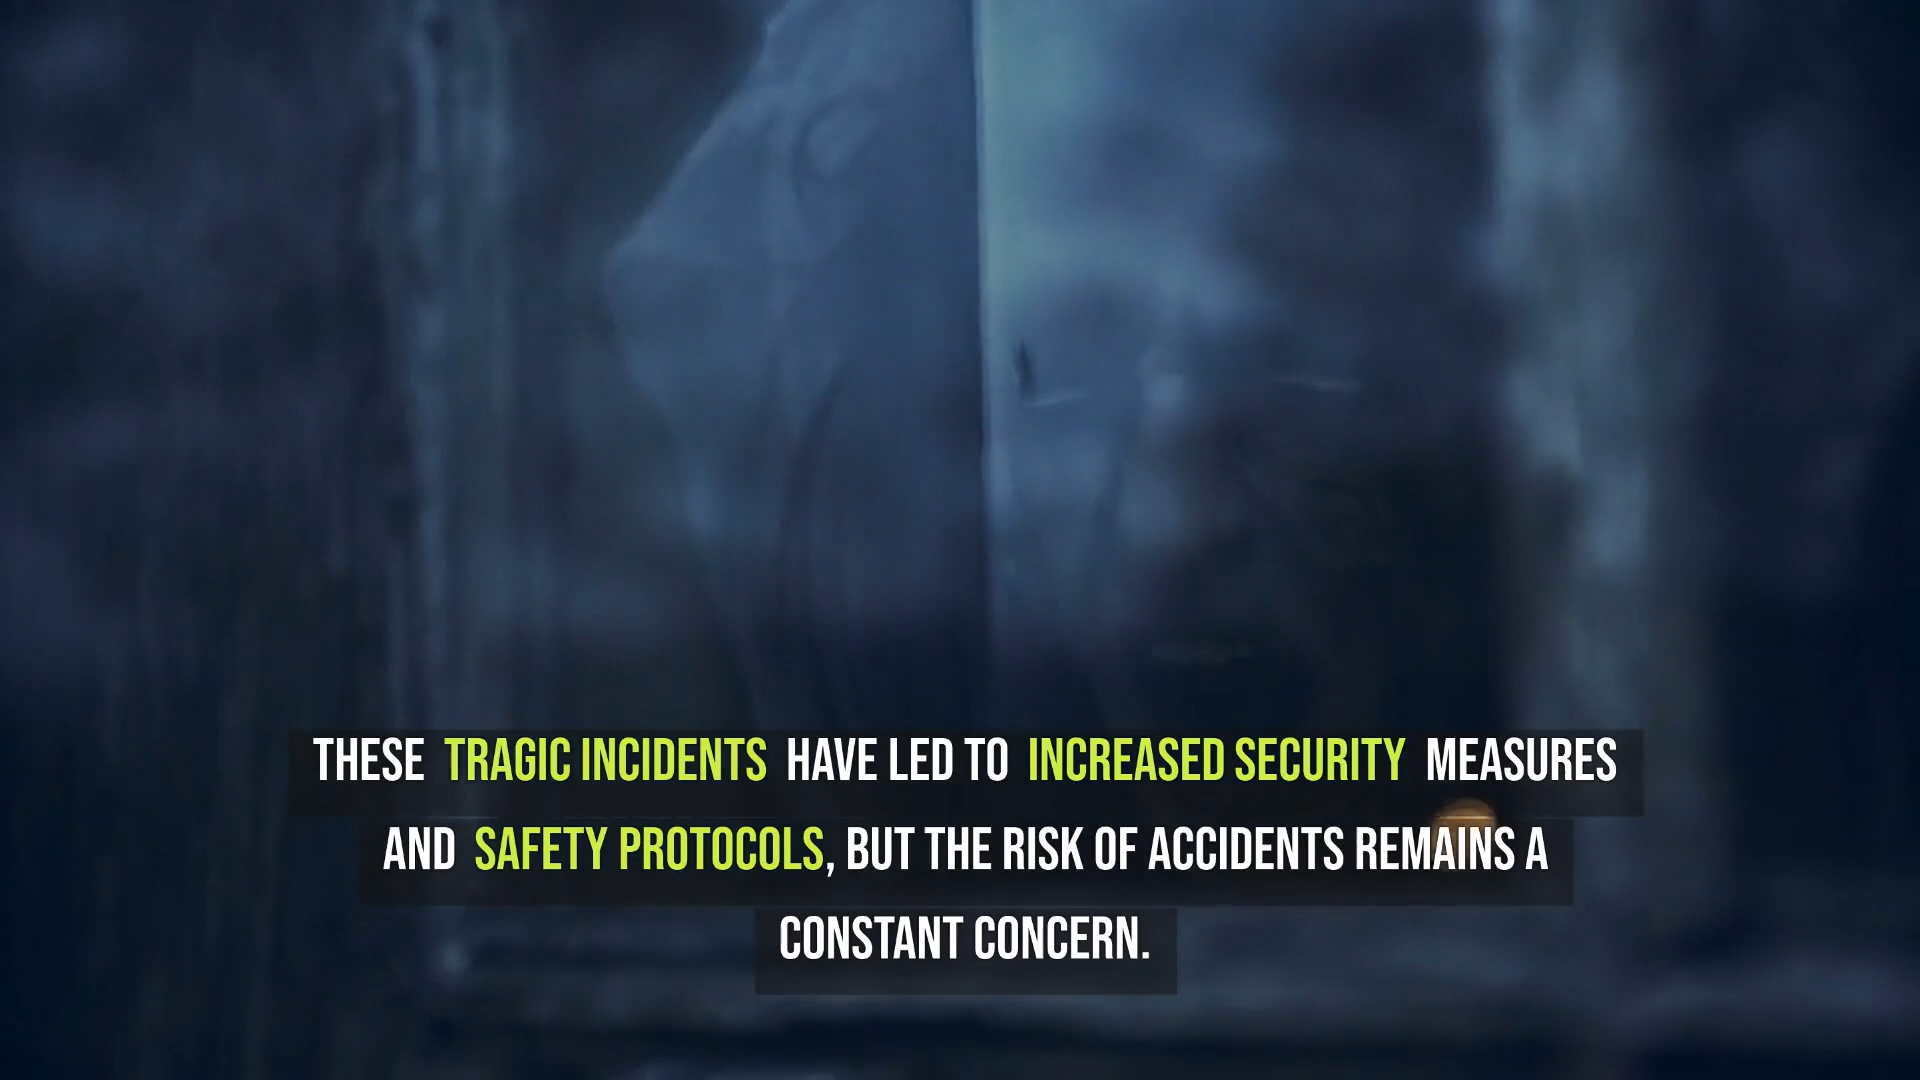 THESE TRAGIC INCIDENTS HAVE LED TO INCREASED SECURITY MEASURES
AND SAFETY PROTOCOLS, BUT THE RISK OF ACCIDENTS REMAINS A
CONSTANT CONCERN.